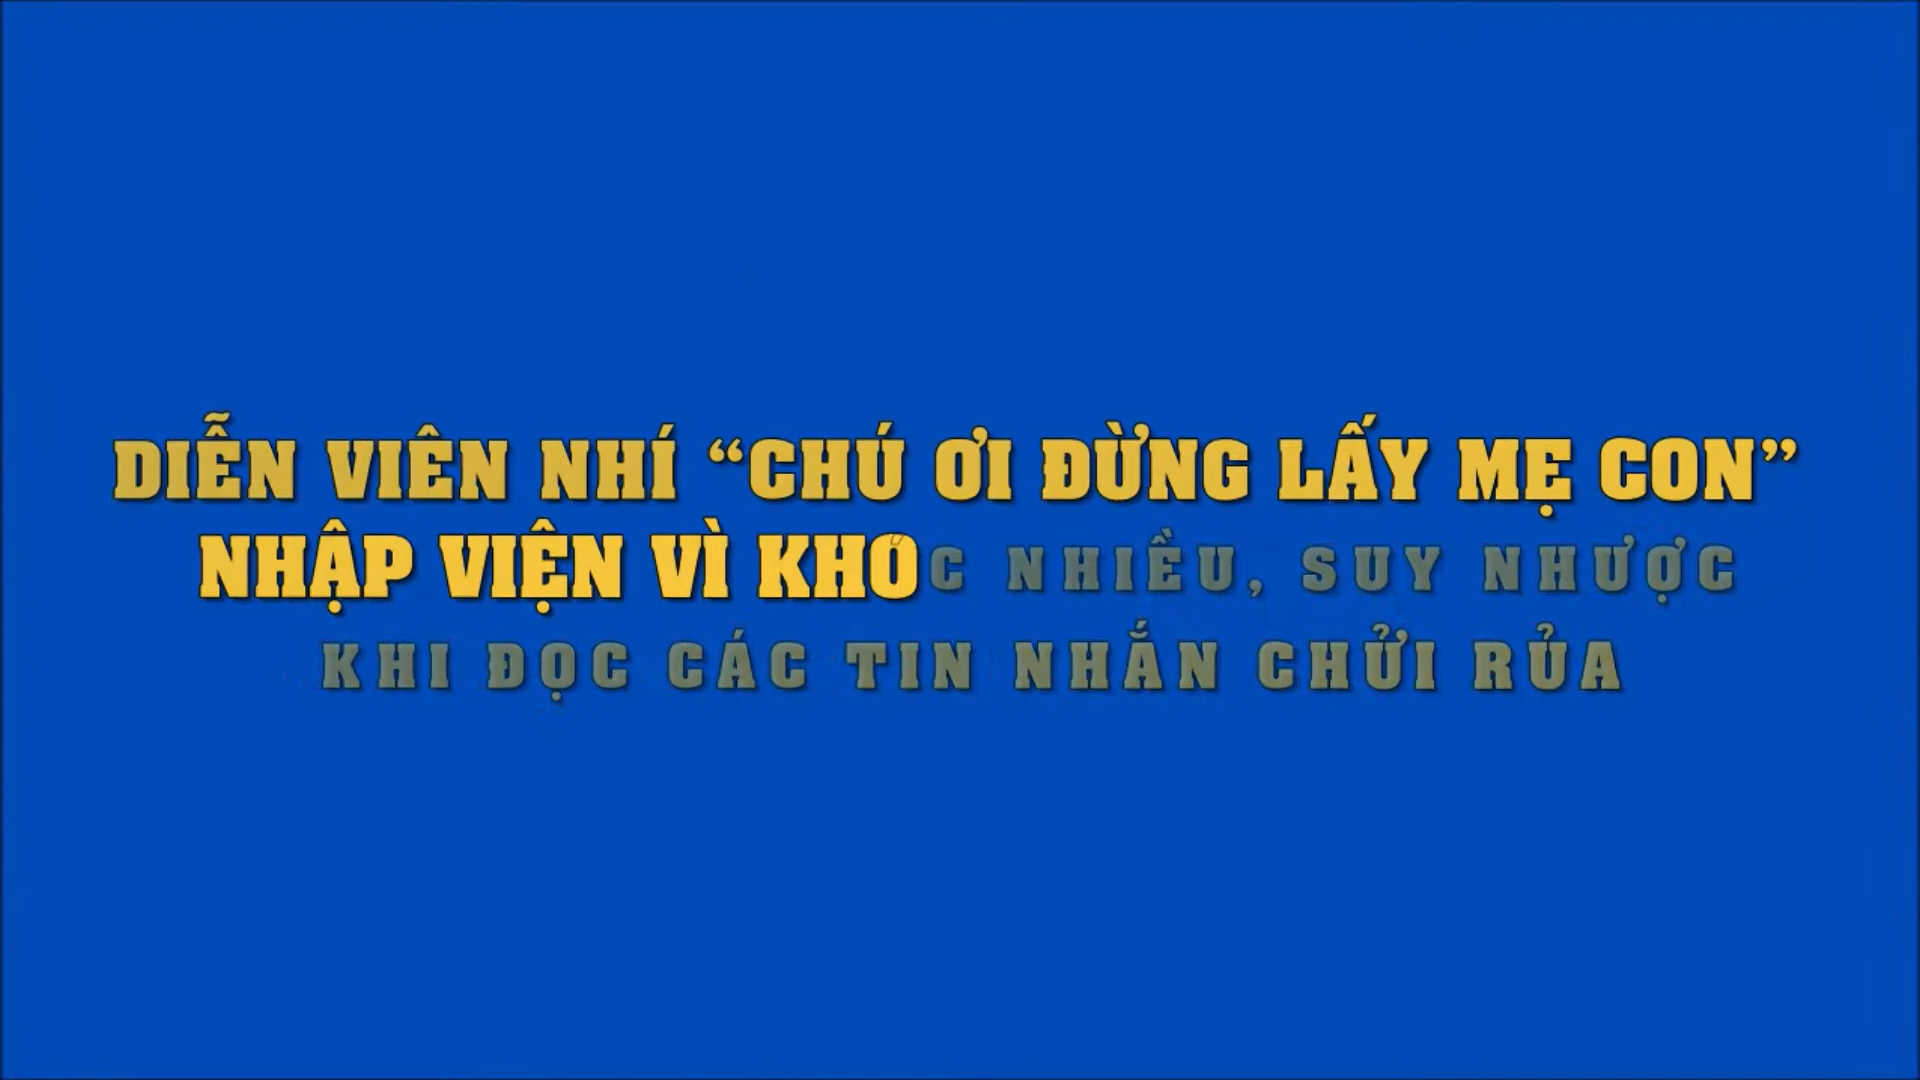 DIỄN VIÊN NHÍ “CHÚ ƠI ĐỪNG LẤY MẸ CON”
NHẬP VIỆN VÌ KHÓC NHIỀU, SUY NHƯỢC
KHI ĐỌC CÁC TIN NHẮN CHỬI RỦA